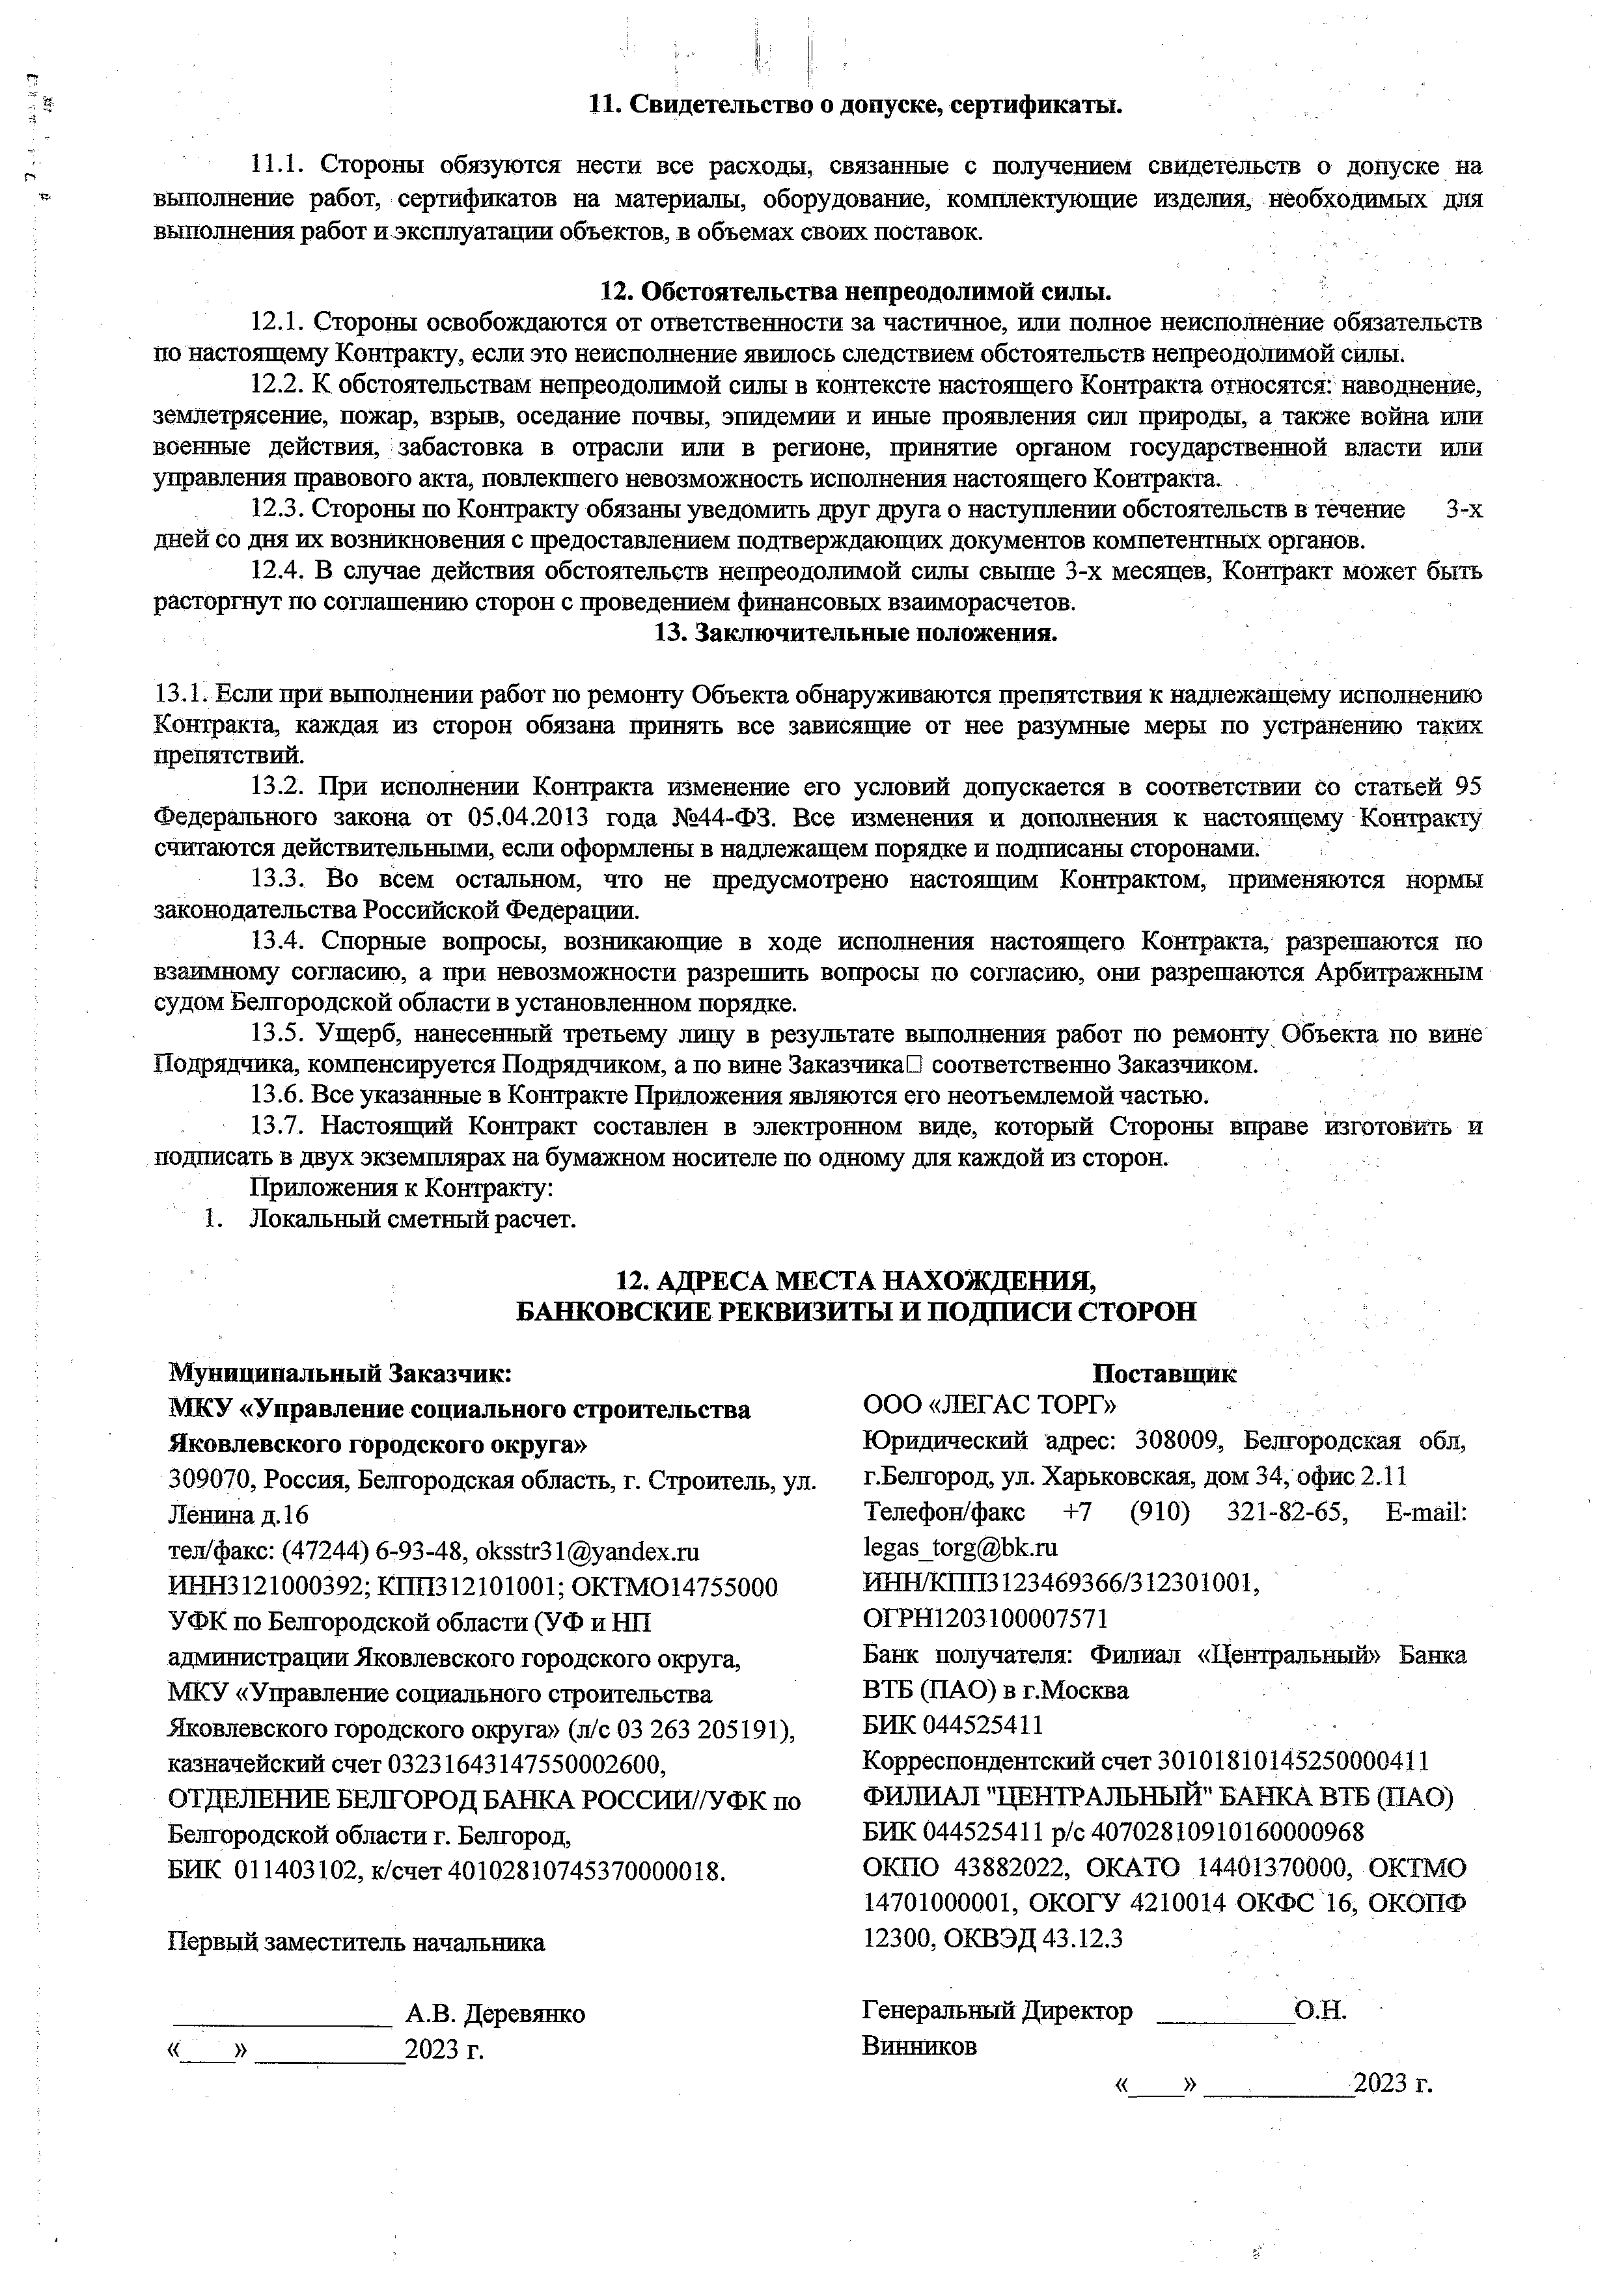 11. Свидетельство о допуске, сертификаты.
11.1. Стороны обязуются нести все расходы, связанные с получением свидетельств о допуске на
выполнение работ, сертификатов на материалы, оборудование, комплектующие изделия, необходимых для
выполнения работ и эксплуатации объектов, в объемах своих поставок.
12. Обстоятельства непреодолимой силы.
12.1. Стороны освобождаются от ответственности за частичное, или полное неисполнение обязательств
по настоящему Контракту, если это неисполнение явилось следствием обстоятельств непреодолимой силы.
12.2. К обстоятельствам непреодолимой силы в контексте настоящего Контракта относятся: наводнение,
землетрясение, пожар, взрыв, оседание почвы, эпидемии и иные проявления сил природы, а также война или
военные действия, забастовка в отрасли или в регионе, принятие органом государственной власти или
управления правового акта, повлекшего невозможность исполнения настоящего Контракта.
12.3. Стороны по Контракту обязаны уведомить друг друга о наступлении обстоятельств в течение 3-х
дней со дня их возникновения с предоставлением подтверждающих документов компетентных органов.
12.4. В случае действия обстоятельств непреодолимой силы свыше 3-х месяцев, Контракт может быть
расторгнут по соглашению сторон с проведением финансовых взаиморасчетов.
13. Заключительные положения.
13.1. Если при выполнении работ по ремонту Объекта обнаруживаются препятствия к надлежащему исполнению
Контракта, каждая из сторон обязана принять все зависящие от нее разумные меры по устранению таких
препятствий.
13.2. При исполнении Контракта изменение его условий допускается в соответствии со статьей 95
Федерального закона от 05.04.2013 года №44-ФЗ. Все изменения и дополнения к настоящему Контракту
считаются действительными, если оформлены в надлежащем порядке и подписаны сторонами.
13.3. Во всем остальном, что не предусмотрено настоящим Контрактом, применяются нормы
законодательства Российской Федерации.
13.4. Спорные вопросы, возникающие в ходе исполнения настоящего Контракта, разрешаются по
взаимному согласию, а при невозможности разрешить вопросы по согласию, они разрешаются Арбитражным
судом Белгородской области в установленном порядке.
13.5. Ущерб, нанесенный третьему лицу в результате выполнения работ по ремонту Объекта по вине
Подрядчика, компенсируется Подрядчиком, а по вине Заказчика□ соответственно Заказчиком.
13.6. Все указанные в Контракте Приложения являются его неотъемлемой частью.
13.7. Настоящий Контракт составлен в электронном виде, который Стороны вправе изготовить и
подписать в двух экземплярах на бумажном носителе по одному для каждой из сторон.
Приложения к Контракту:
1. Локальный сметный расчет.
12. АДРЕСА МЕСТА НАХОЖДЕНИЯ,
БАНКОВСКИЕ РЕКВИЗИТЫ И ПОДПИСИ СТОРОН
Муниципальный Заказчик:
МКУ «Управление социального строительства
Яковлевского городского округа»
309070, Россия, Белгородская область, г. Строитель, ул.
Ленина д.16
тел/факс: (47244) 6-93-48, oksstr31@yandex.ru
ИНН3121000392; КПП312101001; ОКТМО14755000
УФК по Белгородской области (УФ и НП
администрации Яковлевского городского округа,
МКУ «Управление социального строительства
Яковлевского городского округа» (л/с 03 263 205191),
казначейский счет 03231643147550002600,
ОТДЕЛЕНИЕ БЕЛГОРОД БАНКА РОССИИ//УФК по
Белгородской области г. Белгород,
БИК 011403102, к/счет 40102810745370000018.
Первый заместитель начальника
________________ А.В. Деревянко
«____» ___________2023 г.
Поставщик
ООО «ЛЕГАС ТОРГ»
Юридический адрес: 308009, Белгородская обл,
г.Белгород, ул. Харьковская, дом 34, офис 2.11
Телефон/факс +7 (910) 321-82-65, E-mail:
legas_torg@bk.ru
ИНН/КПП3123469366/312301001,
ОГРН1203100007571
Банк получателя: Филиал «Центральный» Банка
ВТБ (ПАО) в г.Москва
БИК 044525411
Корреспондентский счет 30101810145250000411
ФИЛИАЛ "ЦЕНТРАЛЬНЫЙ" БАНКА ВТБ (ПАО)
БИК 044525411 р/с 40702810910160000968
ОКПО 43882022, ОКАТО 14401370000, ОКТМО
14701000001, ОКОГУ 4210014 ОКФС 16, ОКОПФ
12300, ОКВЭД 43.12.3
Генеральный Директор __________О.Н.
Винников
«____» ___________2023 г.